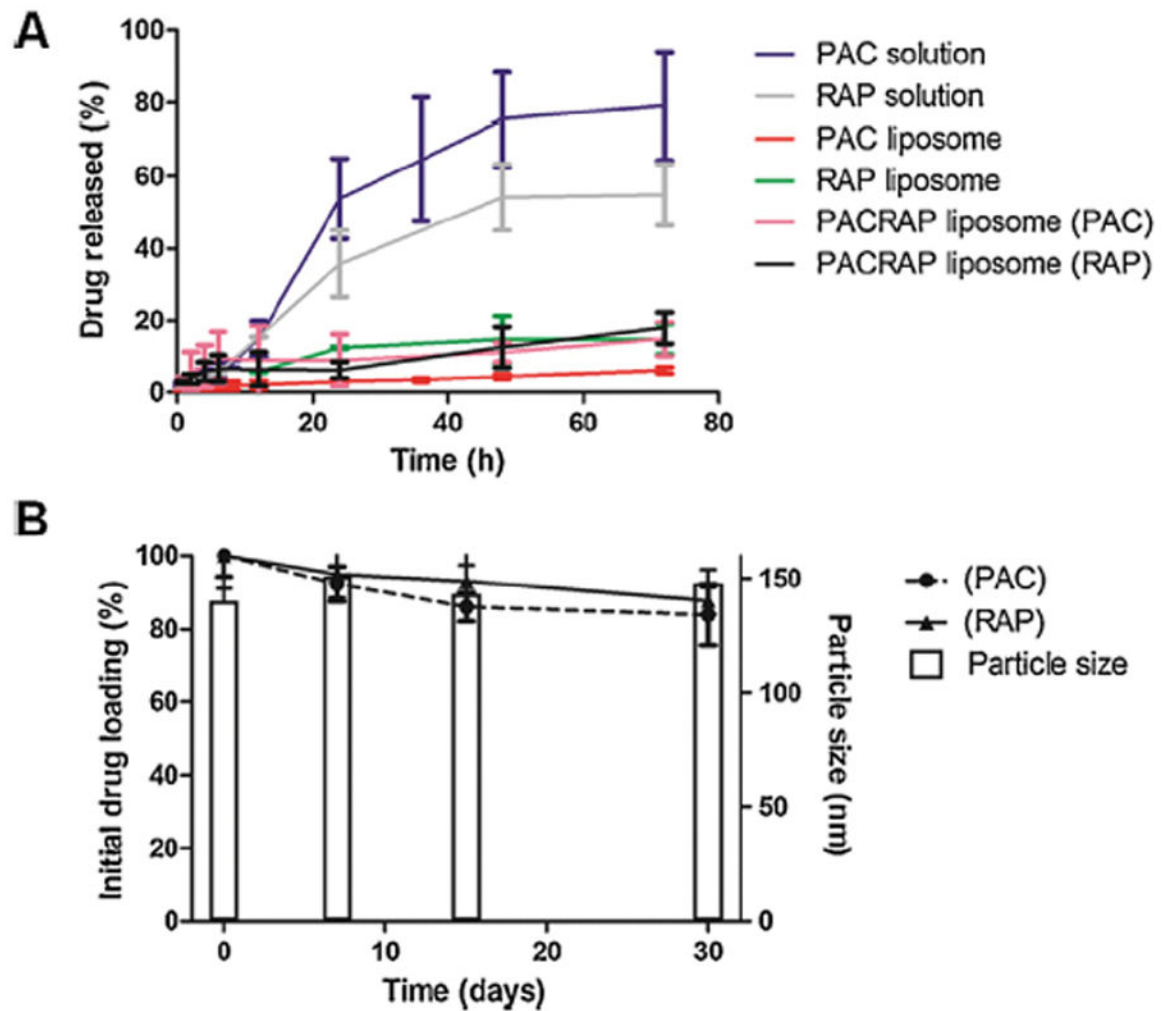 A
100
80
60
40
20
0
Drug released (%)
0 20 40 60 80
Time (h)
PAC solution
RAP solution
PAC liposome
RAP liposome
PACRAP liposome (PAC)
PACRAP liposome (RAP)
B
100
80
60
40
20
0
Initial drug loading (%)
0 10 20 30
Time (days)
150
100
50
0
Particle size (nm)
(PAC)
(RAP)
Particle size